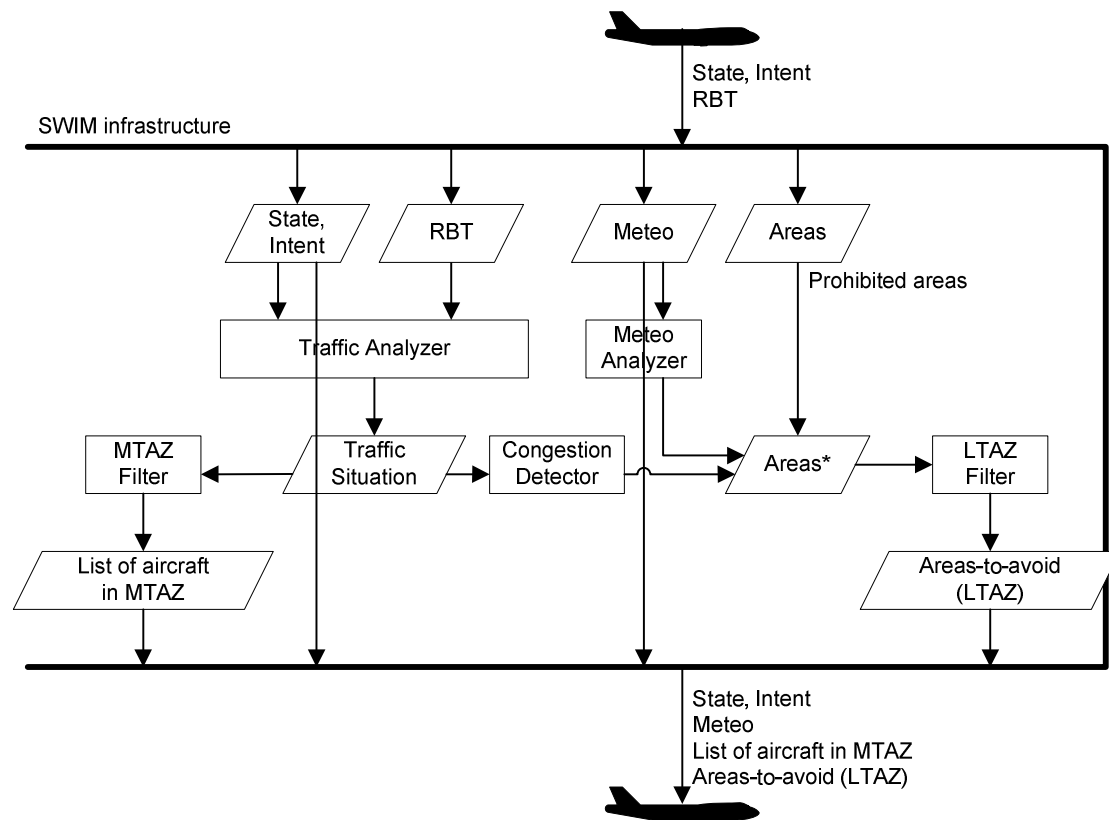 State, Intent
RBT
SWIM infrastructure
State,
Intent
RBT
Meteo
Areas
Prohibited areas
Traffic Analyzer
Meteo
Analyzer
MTAZ
Filter
Traffic
Situation
Congestion
Detector
Areas*
LTAZ
Filter
List of aircraft
in MTAZ
Areas-to-avoid
(LTAZ)
State, Intent
Meteo
List of aircraft in MTAZ
Areas-to-avoid (LTAZ)